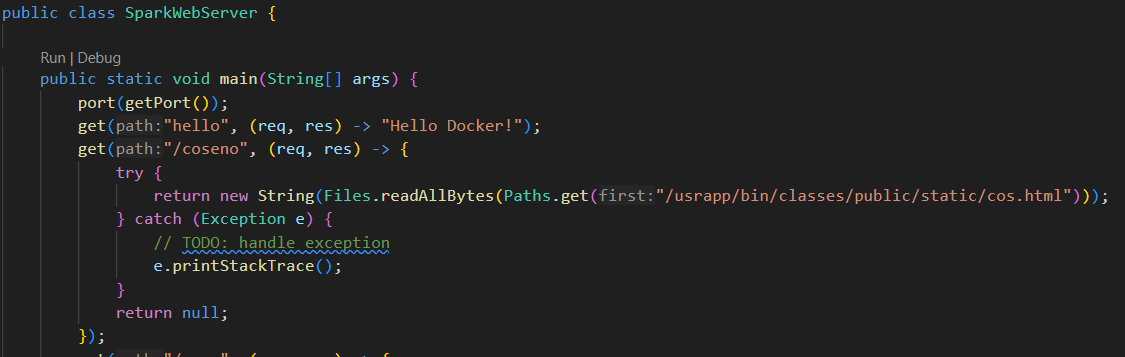 public class SparkWebServer {
Run | Debug
public static void main(String[] args) {
port(getPort());
get(path:"hello", (req, res) -> "Hello Docker!");
get(path:"/coseno", (req, res) -> {
try {
return new String(Files.readAllBytes(Paths.get(first:"/usrapp/bin/classes/public/static/cos.html")));
} catch (Exception e) {
// TODO: handle exception
e.printStackTrace();
}
return null;
});